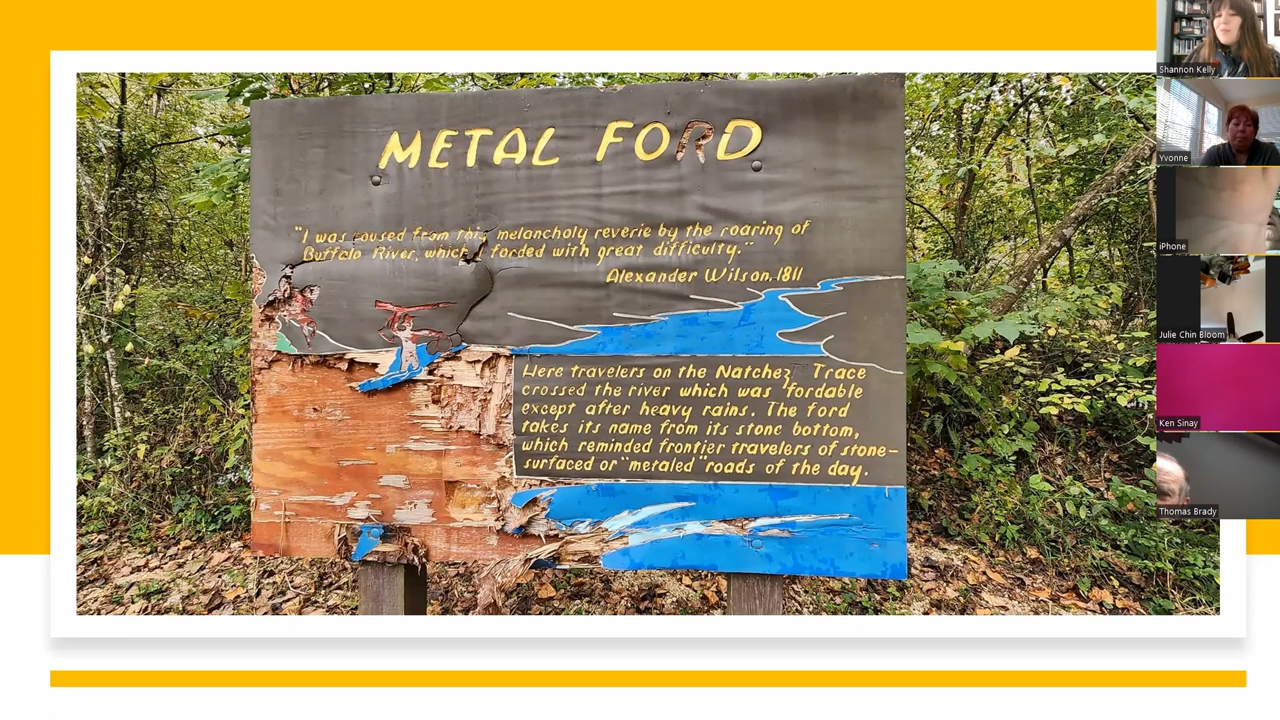 METAL FORD
"I was roused from this melancholy reverie by the roaring of
Buffalo River, which I forded with great difficulty."
Alexander Wilson, 1811
Here travelers on the Natchez Trace
crossed the river which was fordable
except after heavy rains. The ford
takes its name from its stone bottom,
which reminded frontier travelers of stone-
surfaced or "metaled" roads of the day.
Shannon Kelly
Yvonne
iPhone
Julie Chin Bloom
Ken Sinay
Thomas Brady